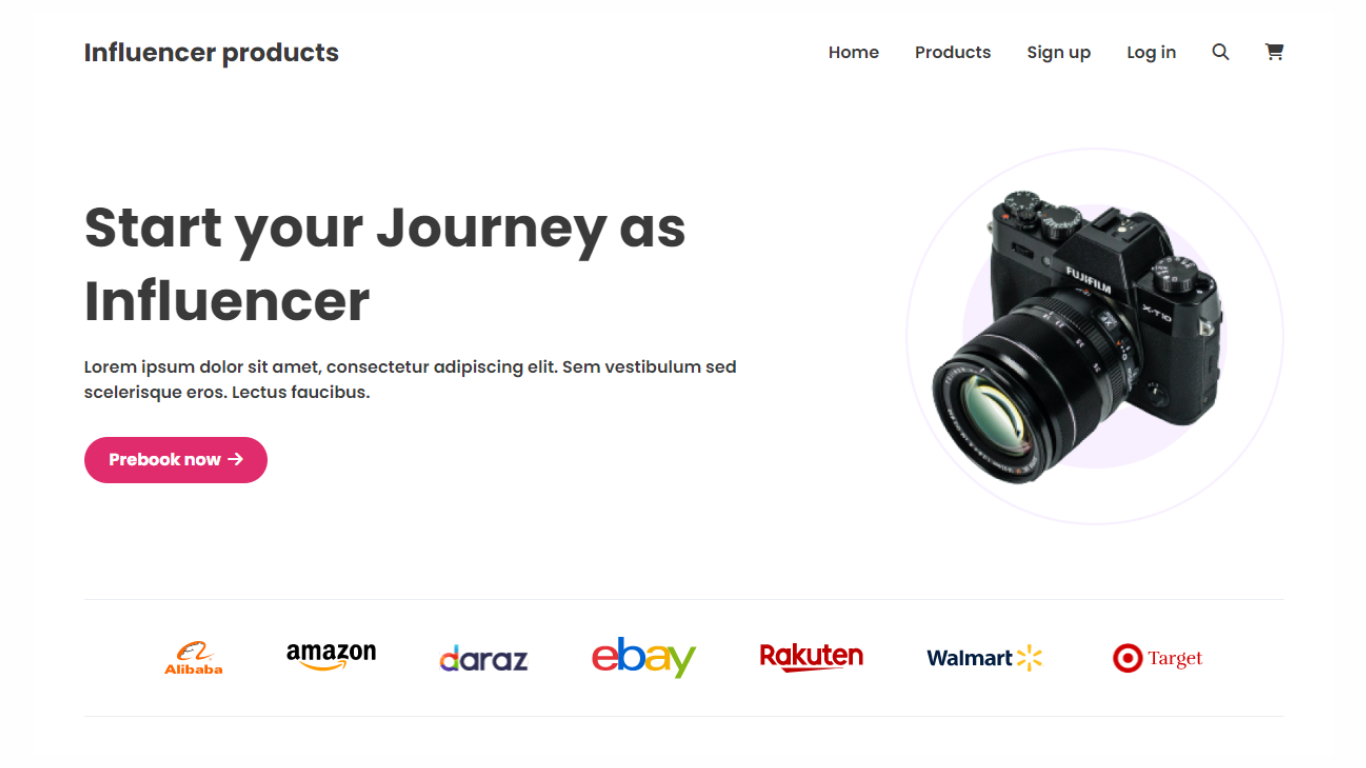 Influencer products
Home Products Sign up Log in
Start your Journey as
Influencer
Lorem ipsum dolor sit amet, consectetur adipiscing elit. Sem vestibulum sed
scelerisque eros. Lectus faucibus.
Prebook now →
FUJIFILM
X-T10
Alibaba
amazon
daraz
ebay
Rakuten
Walmart
Target